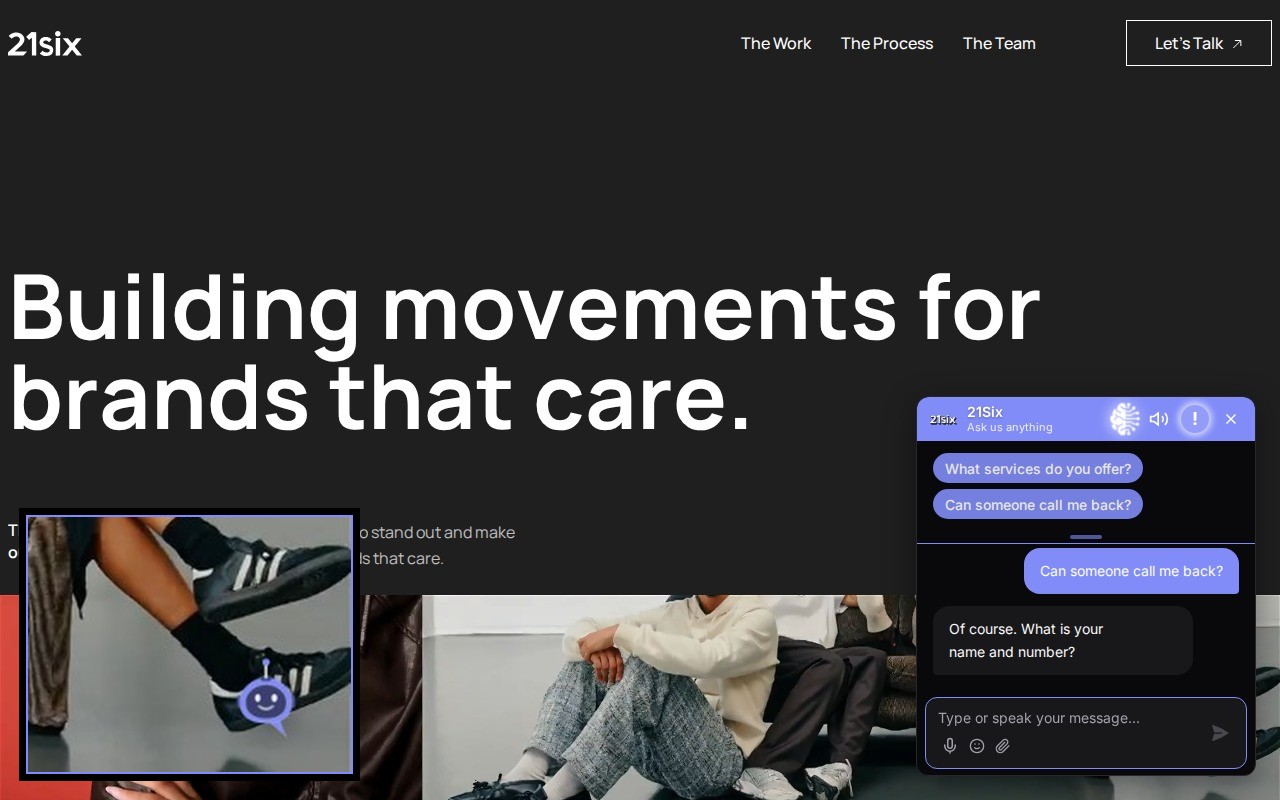 21six
The Work
The Process
The Team
Let's Talk
Building movements for
brands that care.
to stand out and make
that care.
21six
21Six
Ask us anything
!
What services do you offer?
Can someone call me back?
Can someone call me back?
Of course. What is your
name and number?
Type or speak your message...